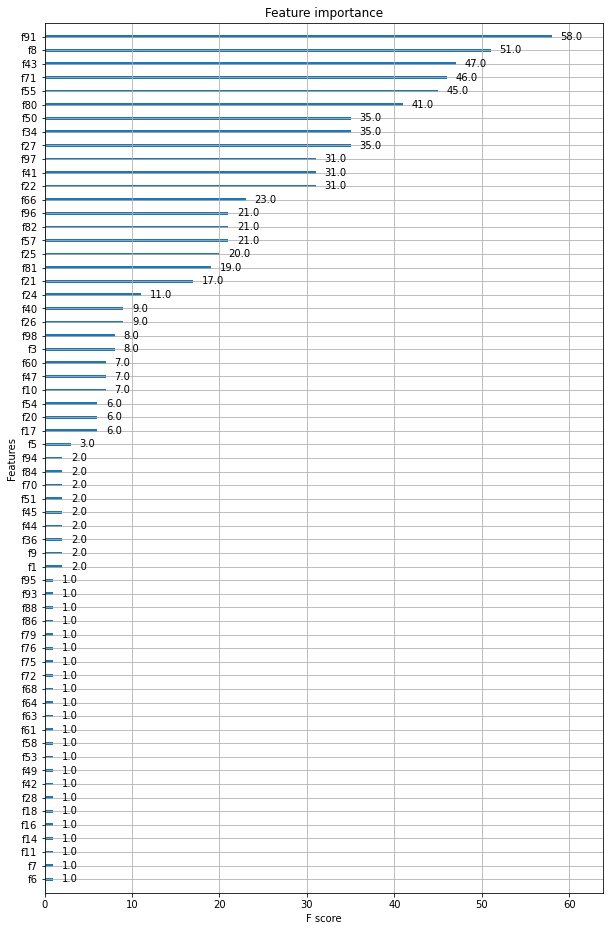 Feature importance
f91 58.0
f8 51.0
f43 47.0
f71 46.0
f55 45.0
f80 41.0
f50 35.0
f34 35.0
f27 35.0
f97 31.0
f41 31.0
f22 31.0
f66 23.0
f96 21.0
f82 21.0
f57 21.0
f25 20.0
f81 19.0
f21 17.0
f24 11.0
f40 9.0
f26 9.0
f98 8.0
f3 8.0
f60 7.0
f47 7.0
f10 7.0
f54 6.0
f20 6.0
f17 6.0
f5 3.0
f94 2.0
f84 2.0
f70 2.0
f51 2.0
f45 2.0
f44 2.0
f36 2.0
f9 2.0
f1 2.0
f95 1.0
f93 1.0
f88 1.0
f86 1.0
f79 1.0
f76 1.0
f75 1.0
f72 1.0
f68 1.0
f64 1.0
f63 1.0
f61 1.0
f58 1.0
f53 1.0
f49 1.0
f42 1.0
f28 1.0
f18 1.0
f16 1.0
f14 1.0
f11 1.0
f7 1.0
f6 1.0
Features
0 10 20 30 40 50 60
F score